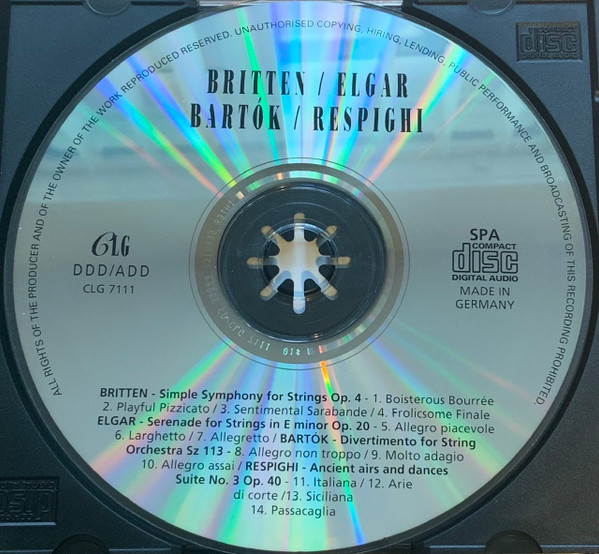 ALL RIGHTS OF THE PRODUCER AND OF THE OWNER OF THE WORK REPRODUCED RESERVED. UNAUTHORISED COPYING, HIRING, LENDING, PUBLIC PERFORMANCE AND BROADCASTING OF THIS RECORDING PROHIBITED.
BRITTEN / ELGAR
BARTÓK / RESPIGHI
CLG
DDD/ADD
CLG 7111
SPA
COMPACT
disc
DIGITAL AUDIO
MADE IN
GERMANY
BRITTEN - Simple Symphony for Strings Op. 4 - 1. Boisterous Bourrée
2. Playful Pizzicato / 3. Sentimental Sarabande / 4. Frolicsome Finale
ELGAR - Serenade for Strings in E minor Op. 20 - 5. Allegro piacevole
6. Larghetto / 7. Allegretto / BARTÓK - Divertimento for String
Orchestra Sz 113 - 8. Allegro non troppo / 9. Molto adagio
10. Allegro assai / RESPIGHI - Ancient airs and dances
Suite No. 3 Op. 40 - 11. Italiana / 12. Arie
di corte /13. Siciliana
14. Passacaglia
disc